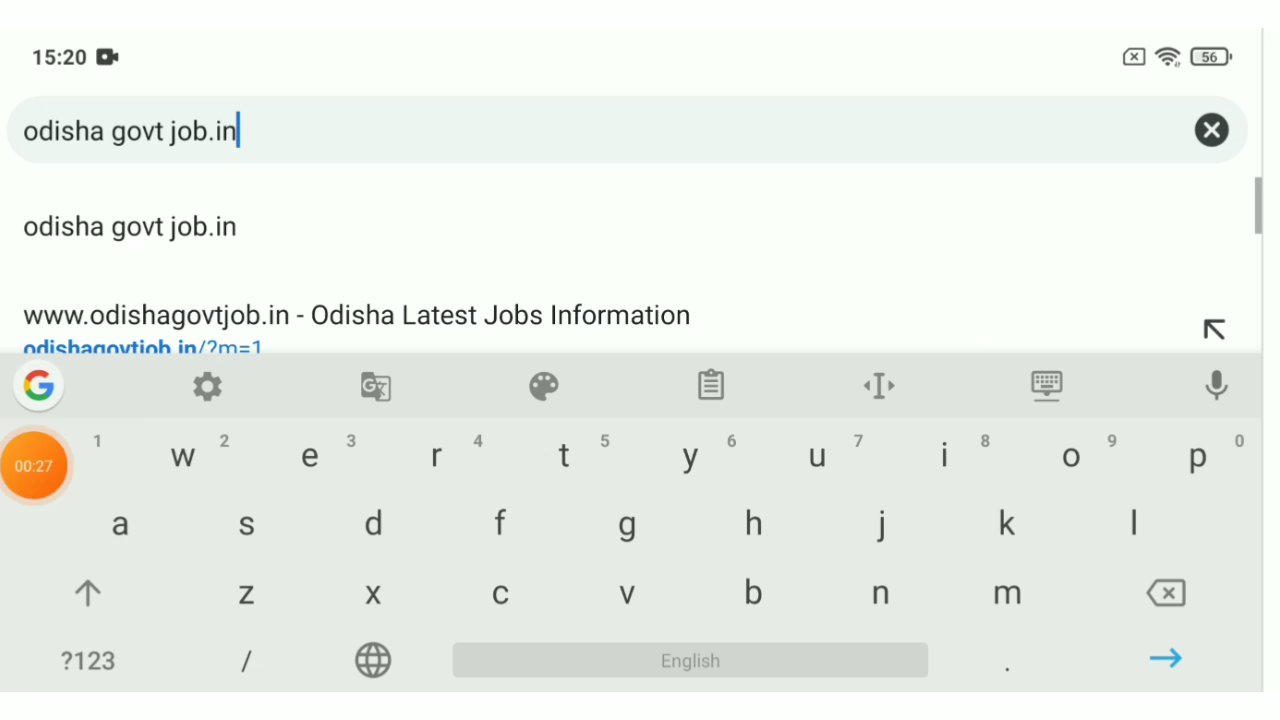 15:20
56
odisha govt job.in
odisha govt job.in
www.odishagovtjob.in - Odisha Latest Jobs Information
odishagovtjob.in/?m=1
00:27
1 w 2 e 3 r 4 t 5 y 6 u 7 i 8 o 9 p 0
a s d f g h j k l
z x c v b n m
?123 / English .